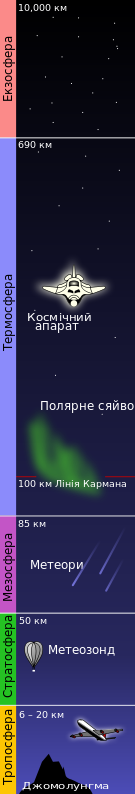 10,000 км
Екзосфера
690 км
Термосфера
Космічний
апарат
Полярне сяйво
100 км Лінія Кармана
85 км
Мезосфера
Метеори
50 км
Стратосфера
Метеозонд
6 – 20 км
Тропосфера
Джомолунгма